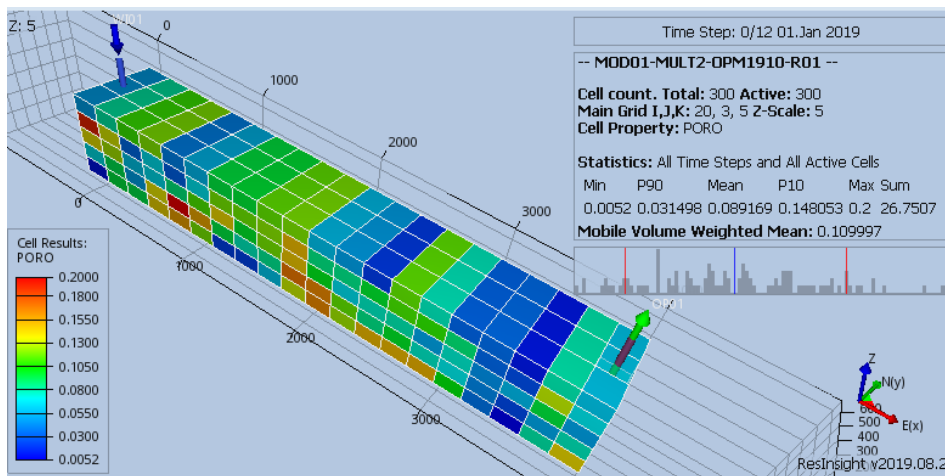 Z: 5
0
1000
2000
3000
0
1000
2000
3000
OP01
Time Step: 0/12 01.Jan 2019
-- MOD01-MULT2-OPM1910-R01 --
Cell count. Total: 300 Active: 300
Main Grid I,J,K: 20, 3, 5 Z-Scale: 5
Cell Property: PORO
Statistics: All Time Steps and All Active Cells
Min P90 Mean P10 Max Sum
0.0052 0.031498 0.089169 0.148053 0.2 26.7507
Mobile Volume Weighted Mean: 0.109997
Cell Results:
PORO
0.2000
0.1800
0.1550
0.1300
0.1050
0.0800
0.0550
0.0300
0.0052
Z
N(y)
E(x)
600
500
400
300
200
ResInsight v2019.08.2